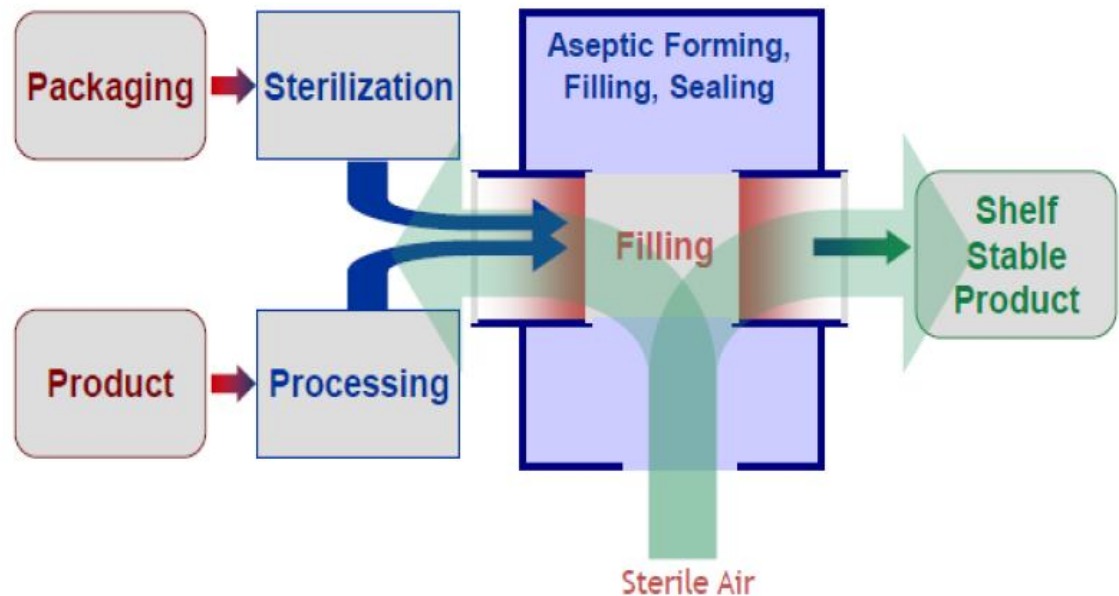 Packaging
Sterilization
Aseptic Forming,
Filling, Sealing
Filling
Shelf
Stable
Product
Product
Processing
Sterile Air